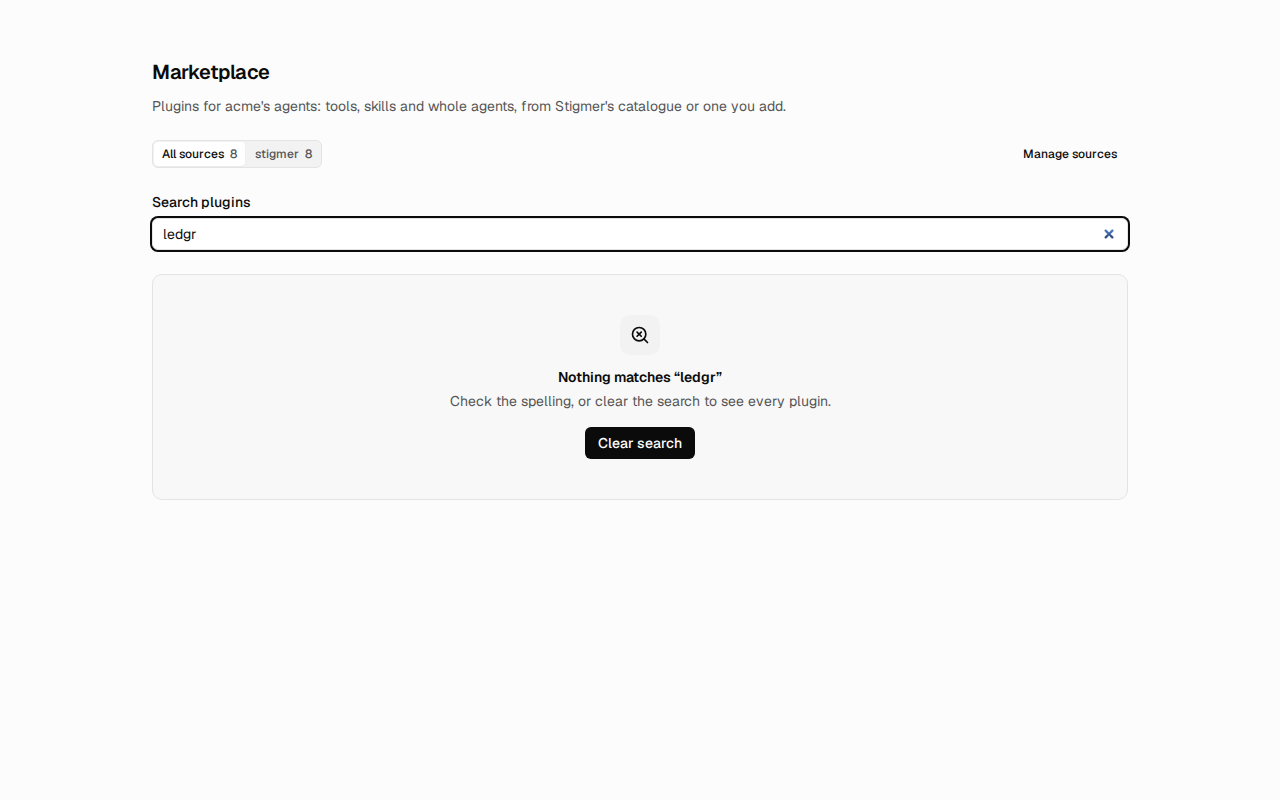 Marketplace
Plugins for acme's agents: tools, skills and whole agents, from Stigmer's catalogue or one you add.
All sources 8 stigmer 8 Manage sources
Search plugins
ledgr
Nothing matches “ledgr”
Check the spelling, or clear the search to see every plugin.
Clear search